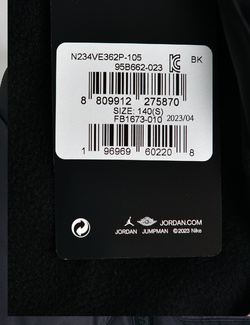 N234VE362P-105
95B662-023
BK
8 809912 275870
SIZE: 140(S)
FB1673-010 2023/04
1 96969 60220 8
JORDAN.COM
JORDAN JUMPMAN ©2023 Nike